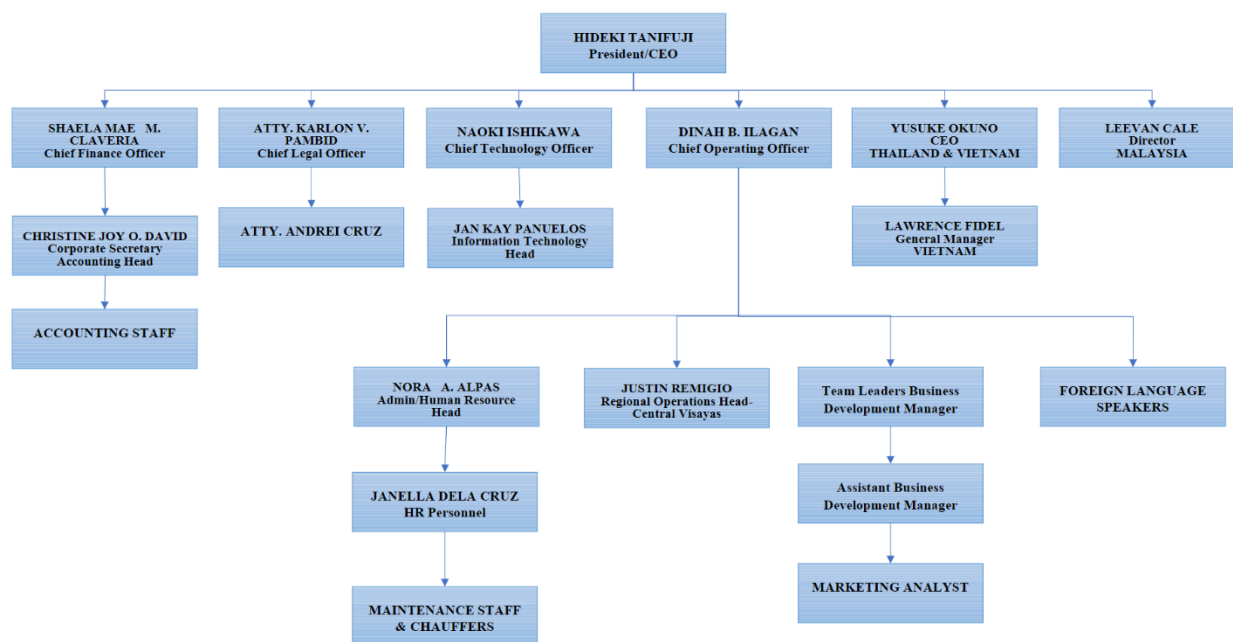 HIDEKI TANIFUJI
President/CEO
SHAELA MAE M.
CLAVERIA
Chief Finance Officer
ATTY. KARLON V.
PAMBID
Chief Legal Officer
NAOKI ISHIKAWA
Chief Technology Officer
DINAH B. ILAGAN
Chief Operating Officer
YUSUKE OKUNO
CEO
THAILAND & VIETNAM
LEEVAN CALE
Director
MALAYSIA
CHRISTINE JOY O. DAVID
Corporate Secretary
Accounting Head
ATTY. ANDREI CRUZ
JAN KAY PANUELOS
Information Technology
Head
LAWRENCE FIDEL
General Manager
VIETNAM
ACCOUNTING STAFF
NORA A. ALPAS
Admin/Human Resource
Head
JUSTIN REMIGIO
Regional Operations Head-
Central Visayas
Team Leaders Business
Development Manager
FOREIGN LANGUAGE
SPEAKERS
JANELLA DELA CRUZ
HR Personnel
Assistant Business
Development Manager
MAINTENANCE STAFF
& CHAUFFERS
MARKETING ANALYST